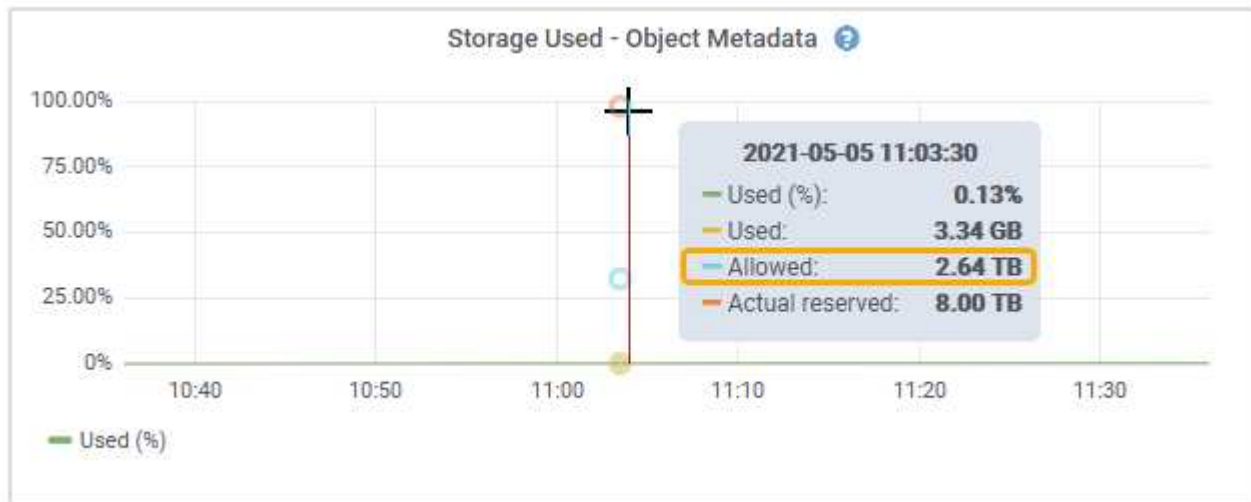 Storage Used - Object Metadata ?
100.00%
75.00%
50.00%
25.00%
0%
2021-05-05 11:03:30
Used (%): 0.13%
Used: 3.34 GB
Allowed: 2.64 TB
Actual reserved: 8.00 TB
10:40 10:50 11:00 11:10 11:20 11:30
Used (%)